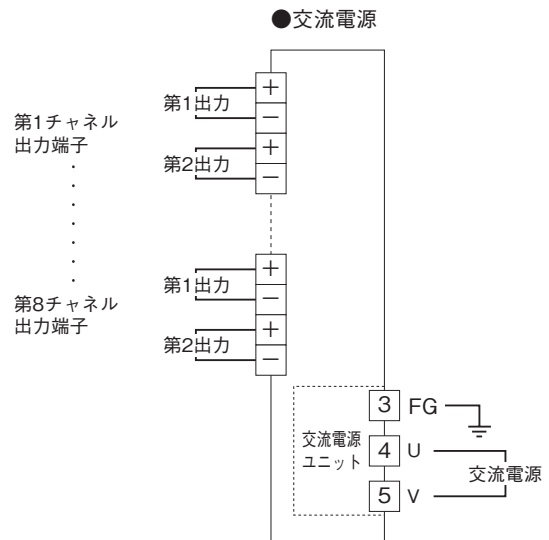 ●交流電源
第1チャネル
出力端子
第1出力
+
−
第2出力
+
−
第8チャネル
出力端子
第1出力
+
−
第2出力
+
−
交流電源
ユニット
3 FG
4 U
5 V
交流電源